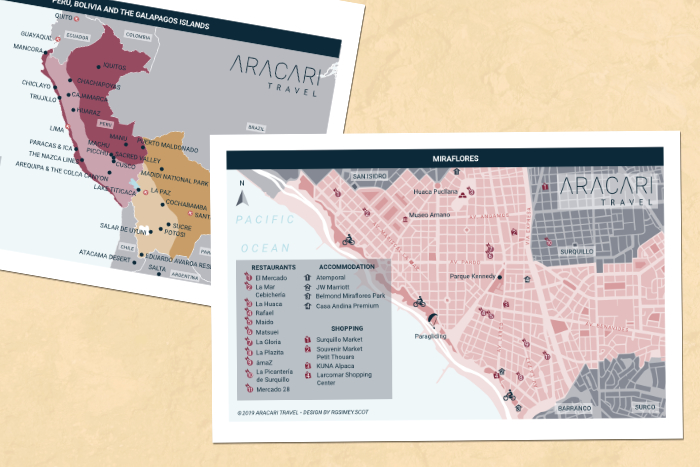 PERU, BOLIVIA AND THE GALAPAGOS ISLANDS
QUITO
ECUADOR
COLOMBIA
GUAYAQUIL
MANCORA
IQUITOS
ARACARI
TRAVEL
CHACHAPOYAS
CHICLAYO
CAJAMARCA
TRUJILLO
HUARAZ
PERU
BRAZIL
LIMA
MANU
PUERTO MALDONADO
MACHU
PICCHU
SACRED VALLEY
PARACAS & ICA
CUSCO
THE NAZCA LINES
MADIDI NATIONAL PARK
AREQUIPA & THE COLCA CANYON
LAKE TITICACA
LA PAZ
COCHABAMBA
SANT
SUCRE
SALAR DE UYUNI
POTOSI
CHILE
EDUARDO AVAROA RES
ATACAMA DESERT
SALTA
ARGENTINA
MIRAFLORES
N
SAN ISIDRO
Huaca Pucllana
ARACARI
TRAVEL
Museo Amano
PACIFIC
OCEAN
SURQUILLO
Parque Kennedy
Paragliding
BARRANCO
SURCO
RESTAURANTS
El Mercado
La Mar
Cebichería
La Huaca
Rafael
Maido
Matsuei
La Gloria
La Plazita
ámaZ
La Picantería
de Surquillo
Mercado 28
ACCOMMODATION
Atemporal
JW Marriott
Belmond Miraflores Park
Casa Andina Premium
SHOPPING
Surquillo Market
Souvenir Market
Petit Thouars
KUNA Alpaca
Larcomar Shopping
Center
©2019 ARACARI TRAVEL • DESIGN BY RGSIMEY.SCOT